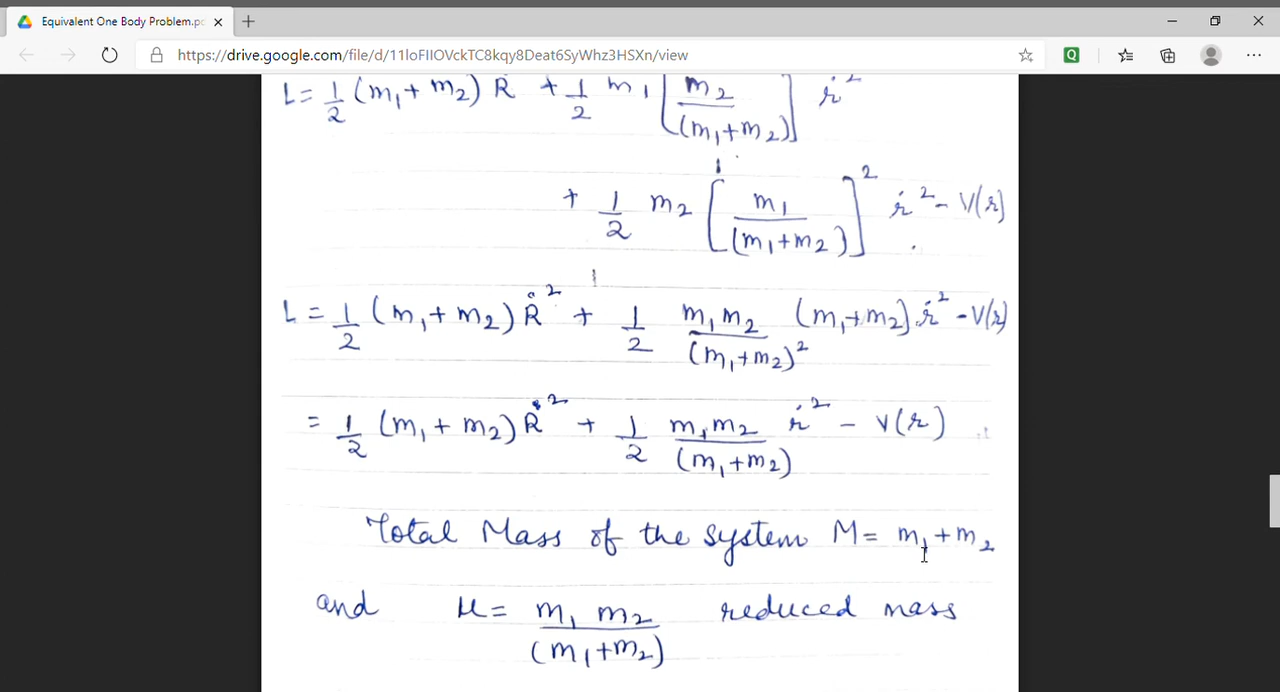 Equivalent One Body Problem.pd
https://drive.google.com/file/d/11loFIIOVckTC8kqy8Deat6SyWhz3HSXn/view
L = 1/2 (m₁ + m₂) Ṙ + 1/2 m₁ [m₂/(m₁+m₂)] ṙ²
+ 1/2 m₂ [m₁/(m₁+m₂)]² ṙ² - V(r)
L = 1/2 (m₁ + m₂) Ṙ² + 1/2 m₁m₂/(m₁+m₂)² (m₁+m₂) ṙ² - V(r)
= 1/2 (m₁ + m₂) Ṙ² + 1/2 m₁m₂/(m₁+m₂) ṙ² - V(r)
Total Mass of the system M = m₁ + m₂
and μ = m₁ m₂/(m₁+m₂) reduced mass